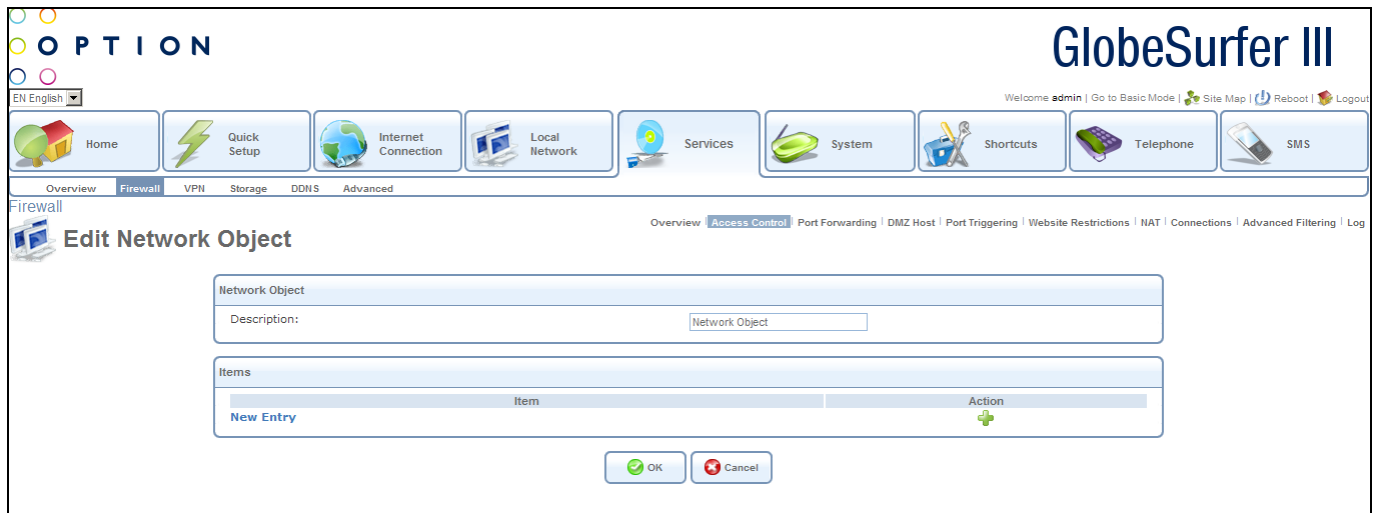 OPTION
GlobeSurfer III
EN English
Welcome admin | Go to Basic Mode | Site Map | Reboot | Logout
Home
Quick Setup
Internet Connection
Local Network
Services
System
Shortcuts
Telephone
SMS
Overview Firewall VPN Storage DDNS Advanced
Firewall
Overview | Access Control | Port Forwarding | DMZ Host | Port Triggering | Website Restrictions | NAT | Connections | Advanced Filtering | Log
Edit Network Object
Network Object
Description: Network Object
Items
Item Action
New Entry
OK Cancel